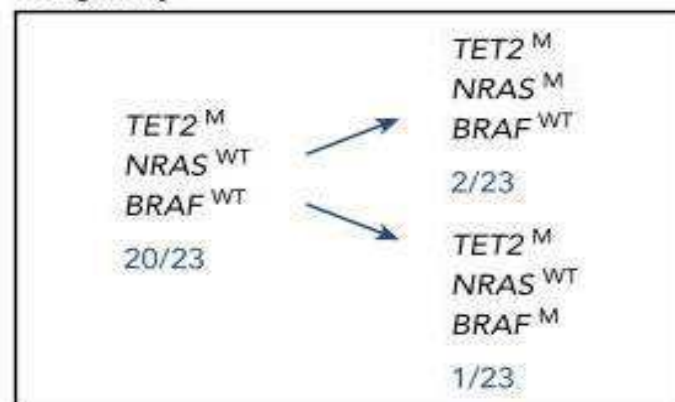 TET2 M
NRAS WT
BRAF WT
20/23
TET2 M
NRAS M
BRAF WT
2/23
TET2 M
NRAS WT
BRAF M
1/23